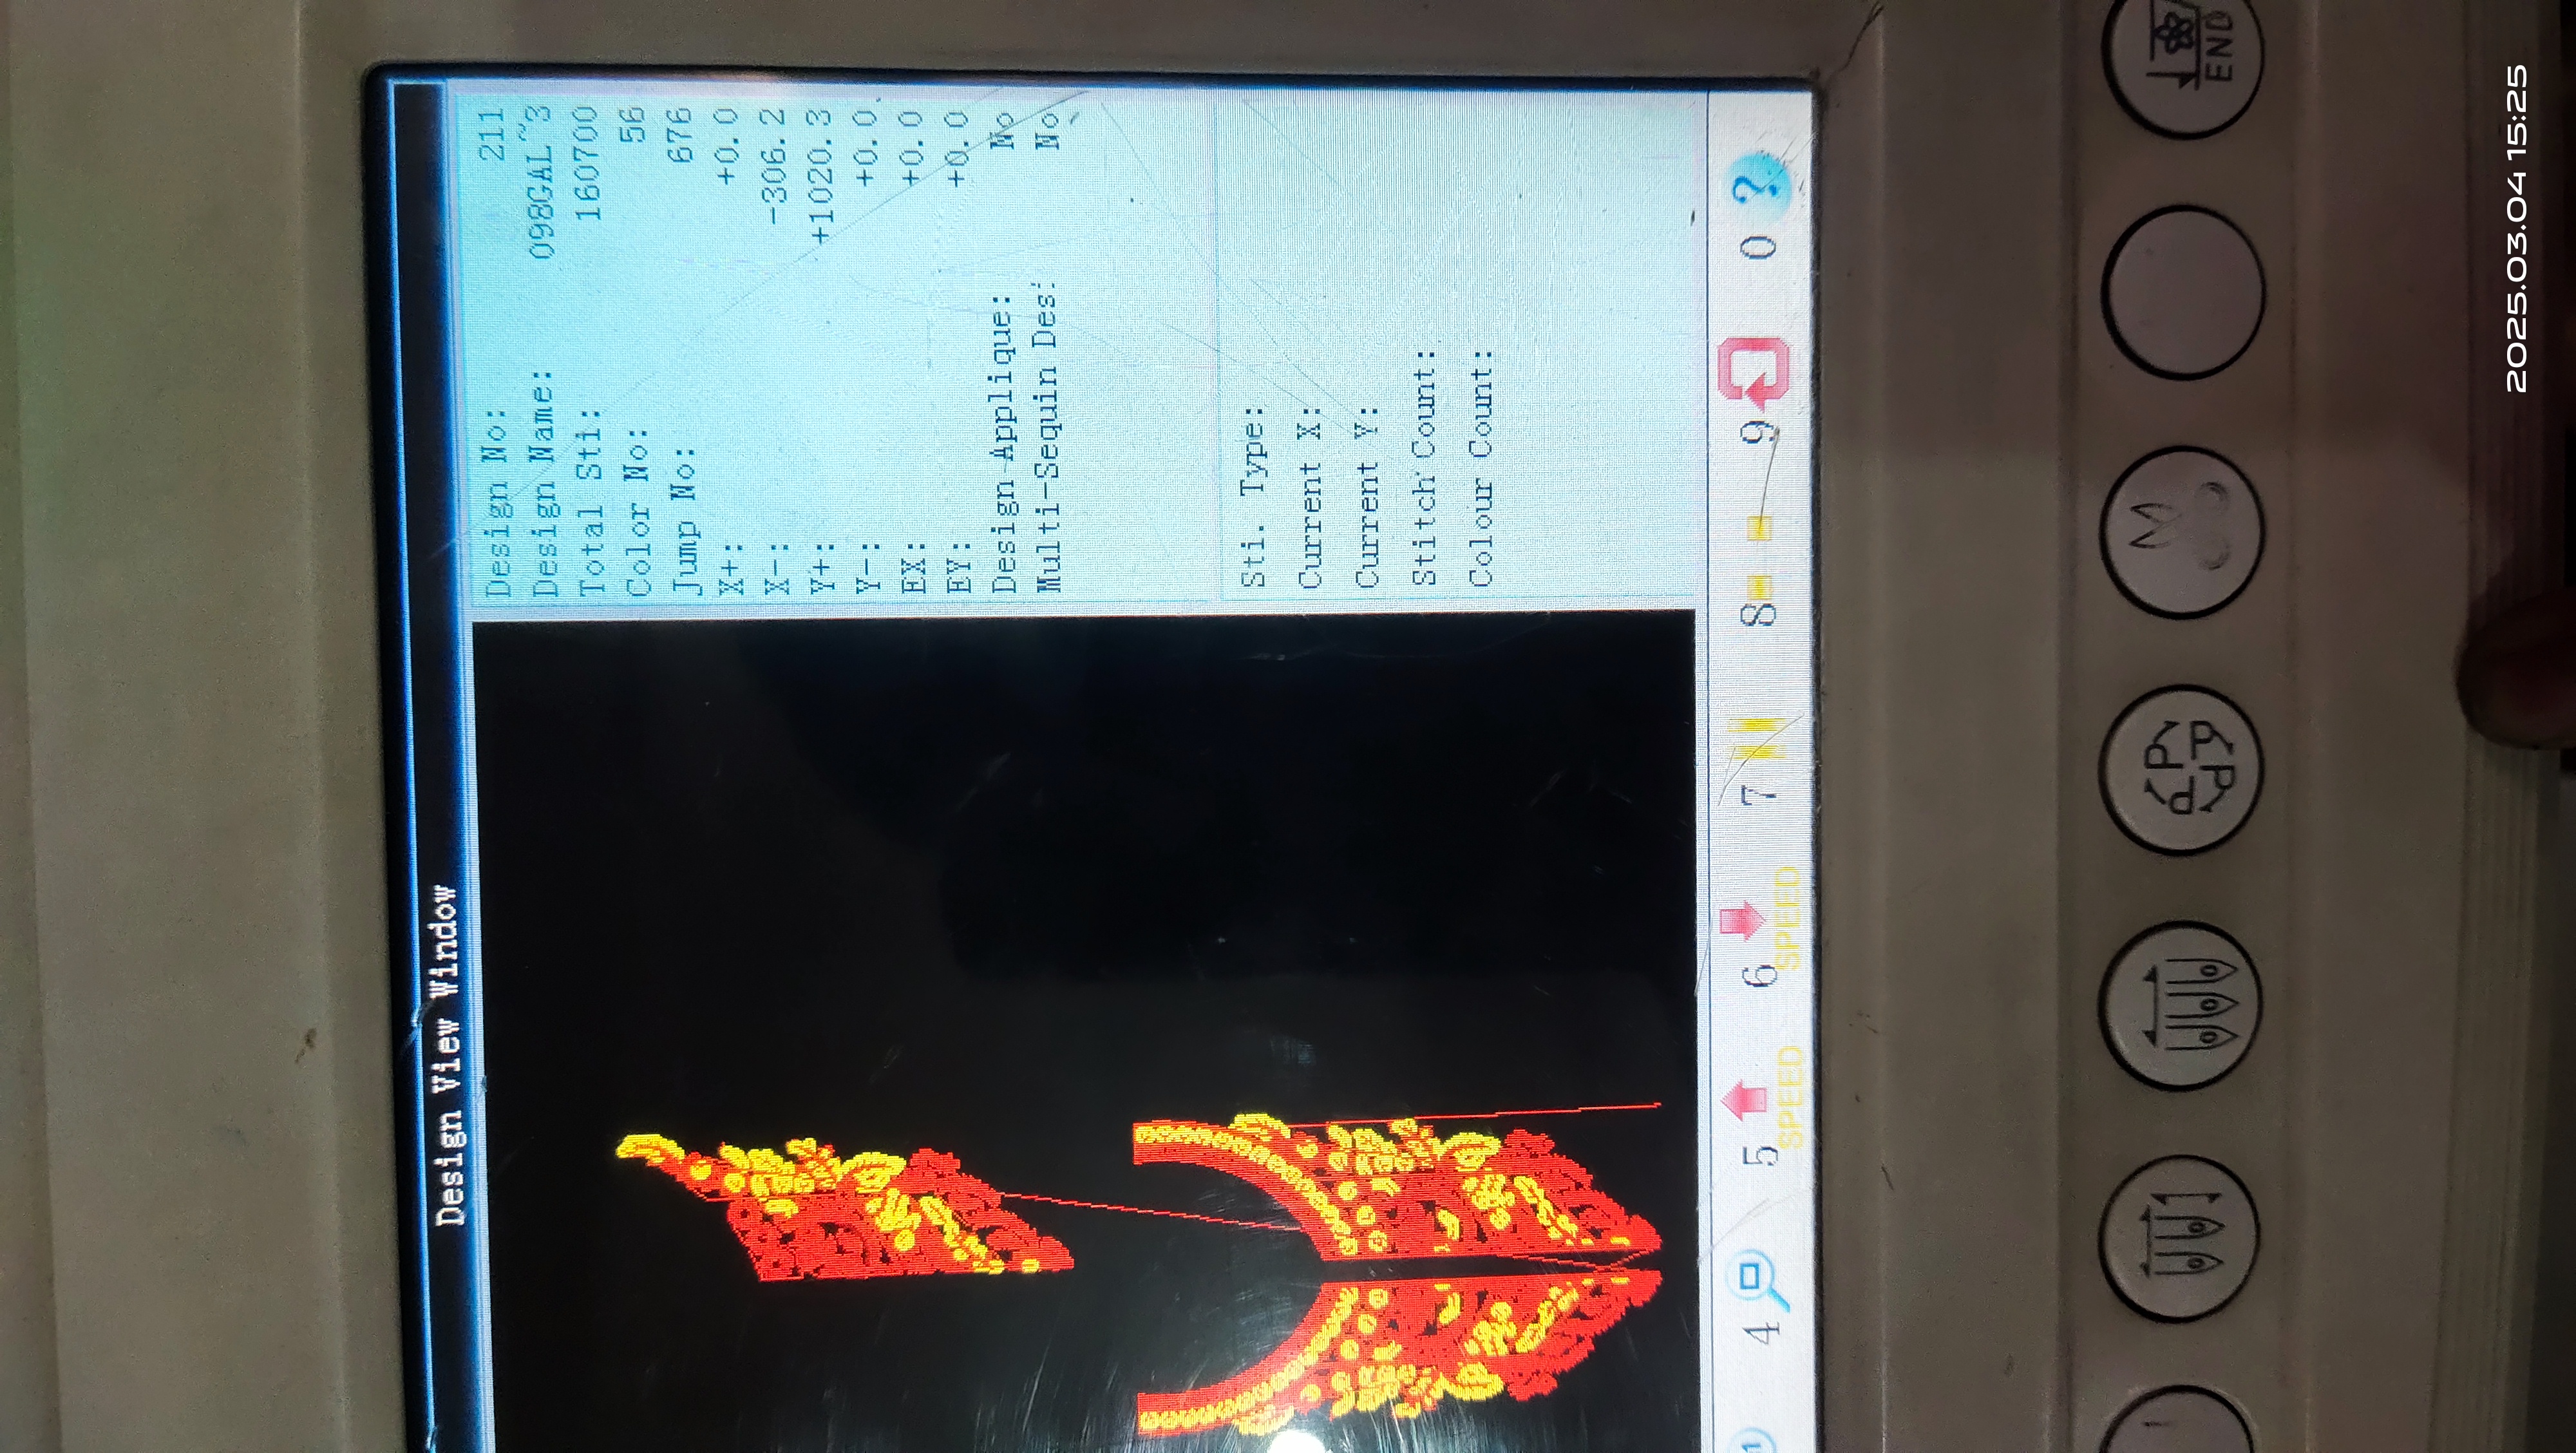 Design View Window
Design No: 211
Design Name: 098GAL~3
Total Sti: 160700
Color No: 56
Jump No: 676
X+: +0.0
X-: -306.2
Y+: +1020.3
Y-: +0.0
EX: +0.0
EY: +0.0
Design Applique: No
Multi-Sequin Des: No
Sti. Type:
Current X:
Current Y:
Stitch Count:
Colour Count:
1 4 5 SPEED 6 SPEED 7 8 9 0 ?
P P P P
END
2025.03.04 15:25